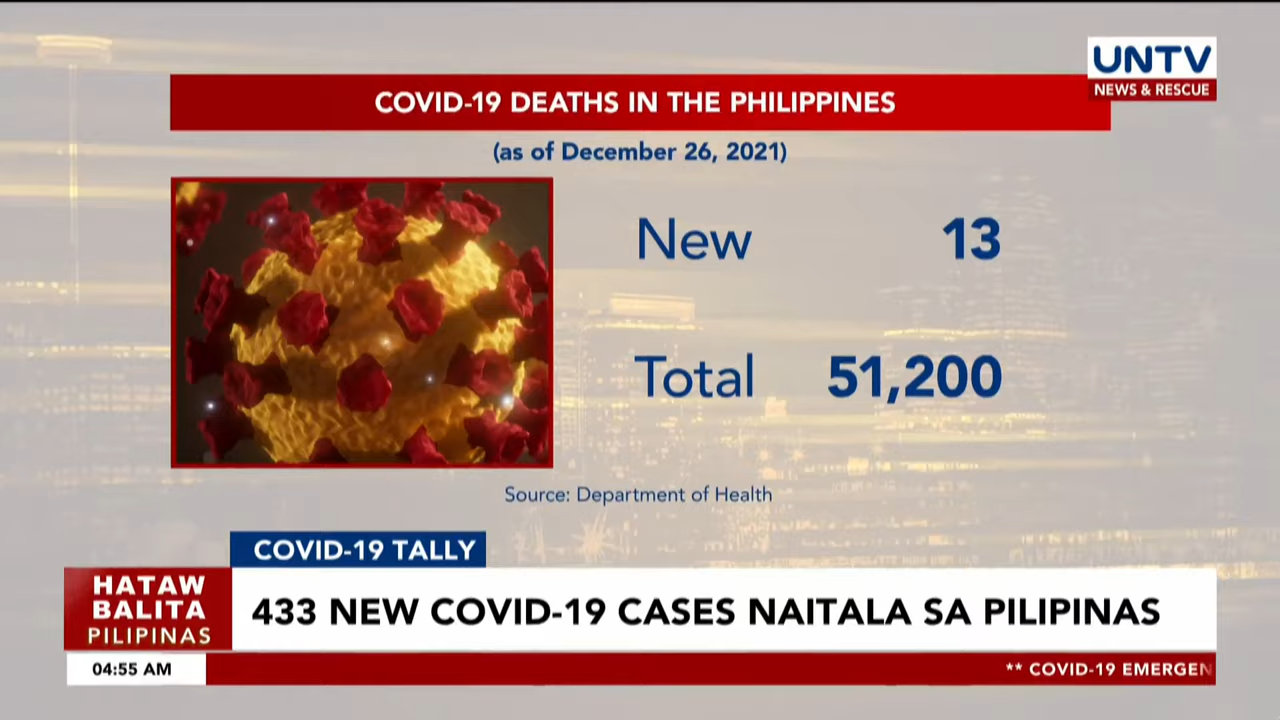 UNTV
NEWS & RESCUE
COVID-19 DEATHS IN THE PHILIPPINES
(as of December 26, 2021)
New 13
Total 51,200
Source: Department of Health
COVID-19 TALLY
HATAW
BALITA
PILIPINAS
433 NEW COVID-19 CASES NAITALA SA PILIPINAS
04:55 AM
** COVID-19 EMERGEN